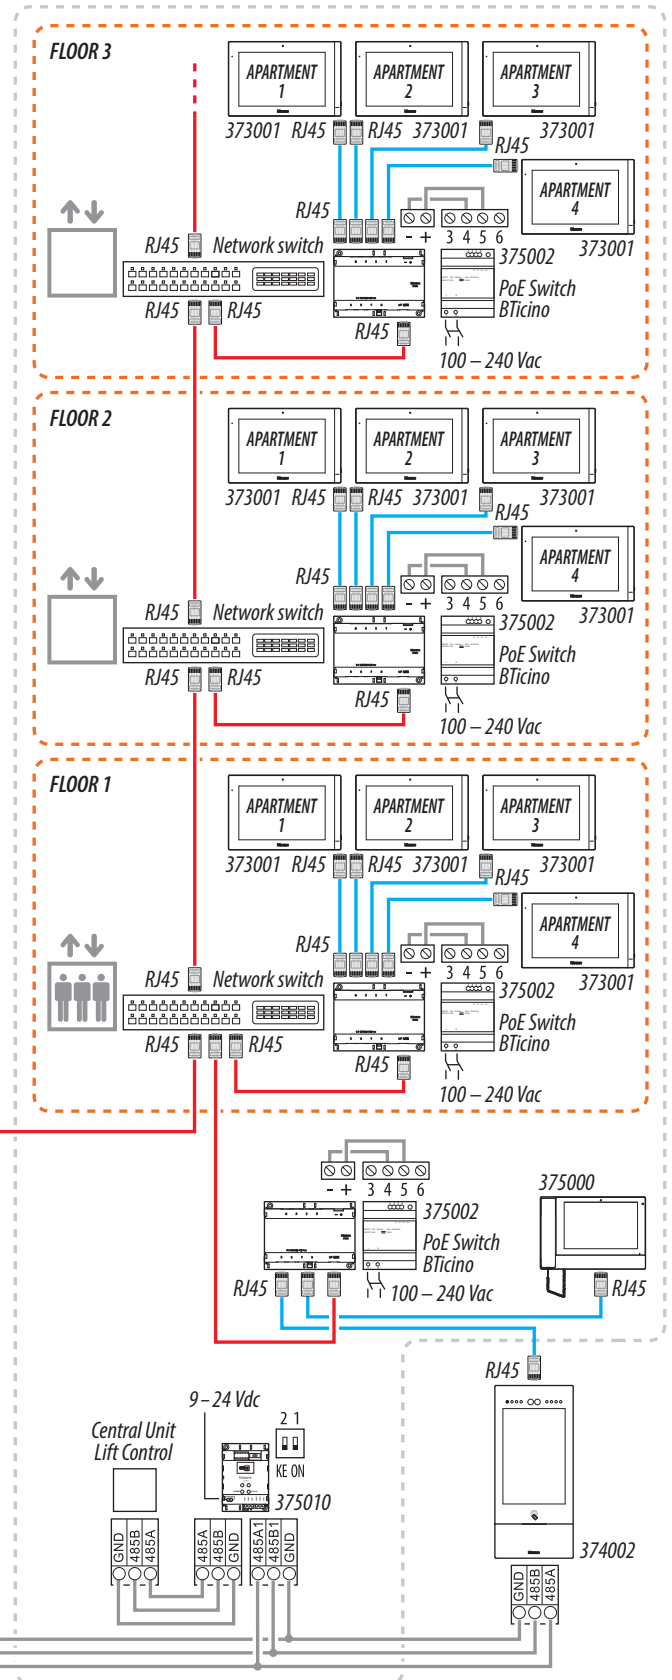 FLOOR 3
APARTMENT
1
APARTMENT
2
APARTMENT
3
373001 RJ45 RJ45 373001 373001
RJ45
APARTMENT
4
373001
RJ45
- + 3 4 5 6
RJ45 Network switch
375002
PoE Switch
BTicino
RJ45 RJ45
RJ45
100 – 240 Vac
FLOOR 2
APARTMENT
1
APARTMENT
2
APARTMENT
3
373001 RJ45 RJ45 373001 373001
RJ45
APARTMENT
4
373001
RJ45
- + 3 4 5 6
RJ45 Network switch
375002
PoE Switch
BTicino
RJ45 RJ45
RJ45
100 – 240 Vac
FLOOR 1
APARTMENT
1
APARTMENT
2
APARTMENT
3
373001 RJ45 RJ45 373001 373001
RJ45
APARTMENT
4
373001
RJ45
- + 3 4 5 6
RJ45 Network switch
375002
PoE Switch
BTicino
RJ45 RJ45
RJ45
100 – 240 Vac
- + 3 4 5 6
375002
PoE Switch
BTicino
375000
RJ45
100 – 240 Vac
RJ45
RJ45
9 – 24 Vdc
2 1
KE ON
Central Unit
Lift Control
375010
374002
GND
485B
485A
485A
485B
GND
485A1
485B1
GND
GND
485B
485A